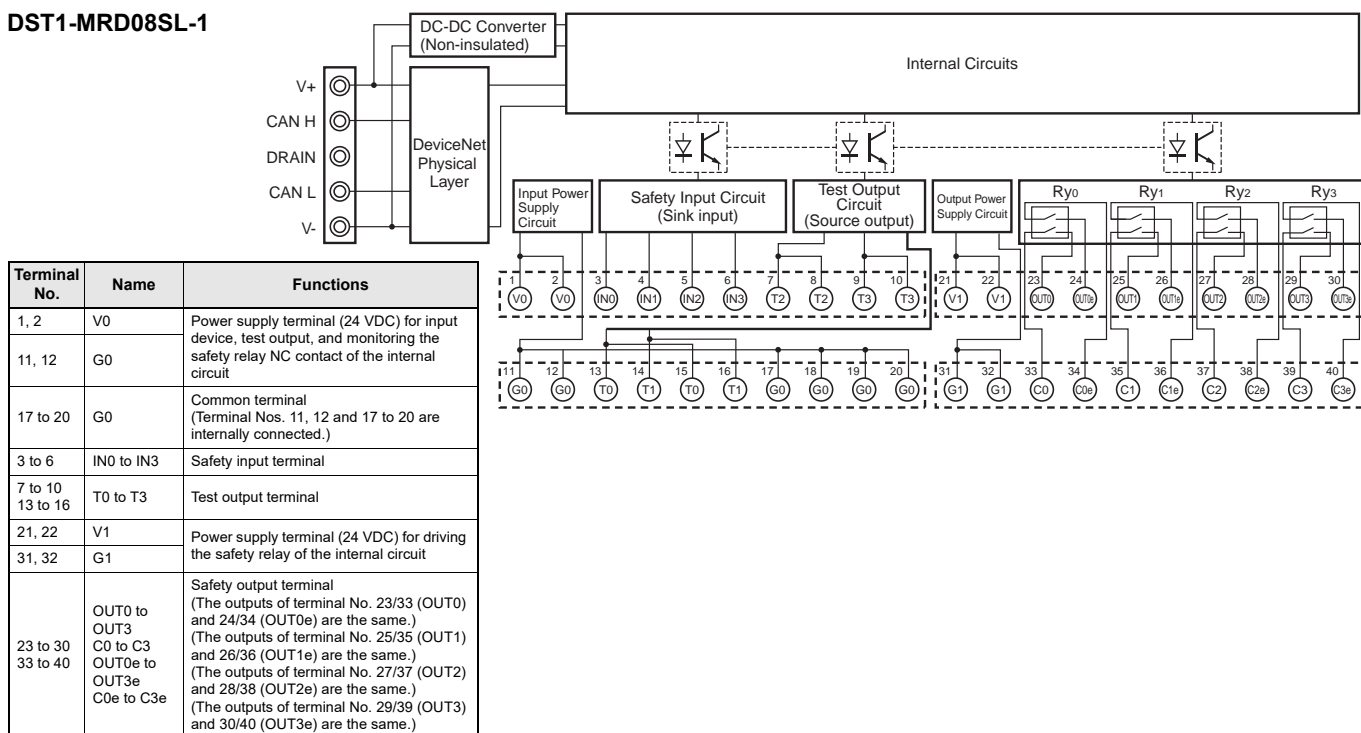 DST1-MRD08SL-1
DC-DC Converter
(Non-insulated)
Internal Circuits
V+
CAN H
DRAIN
CAN L
V-
DeviceNet
Physical
Layer
Input Power
Supply
Circuit
Safety Input Circuit
(Sink input)
Test Output
Circuit
(Source output)
Output Power
Supply Circuit
Ry0 Ry1 Ry2 Ry3
1 2 3 4 5 6 7 8 9 10
V0 V0 IN0 IN1 IN2 IN3 T2 T2 T3 T3
21 22 23 24 25 26 27 28 29 30
V1 V1 OUT0 OUT0e OUT1 OUT1e OUT2 OUT2e OUT3 OUT3e
11 12 13 14 15 16 17 18 19 20
G0 G0 T0 T1 T0 T1 G0 G0 G0 G0
31 32 33 34 35 36 37 38 39 40
G1 G1 C0 C0e C1 C1e C2 C2e C3 C3e
Terminal
No.
Name
Functions
1, 2
V0
11, 12
G0
Power supply terminal (24 VDC) for input
device, test output, and monitoring the
safety relay NC contact of the internal
circuit
17 to 20
G0
Common terminal
(Terminal Nos. 11, 12 and 17 to 20 are
internally connected.)
3 to 6
IN0 to IN3
Safety input terminal
7 to 10
13 to 16
T0 to T3
Test output terminal
21, 22
V1
31, 32
G1
Power supply terminal (24 VDC) for driving
the safety relay of the internal circuit
23 to 30
33 to 40
OUT0 to
OUT3
C0 to C3
OUT0e to
OUT3e
C0e to C3e
Safety output terminal
(The outputs of terminal No. 23/33 (OUT0)
and 24/34 (OUT0e) are the same.)
(The outputs of terminal No. 25/35 (OUT1)
and 26/36 (OUT1e) are the same.)
(The outputs of terminal No. 27/37 (OUT2)
and 28/38 (OUT2e) are the same.)
(The outputs of terminal No. 29/39 (OUT3)
and 30/40 (OUT3e) are the same.)